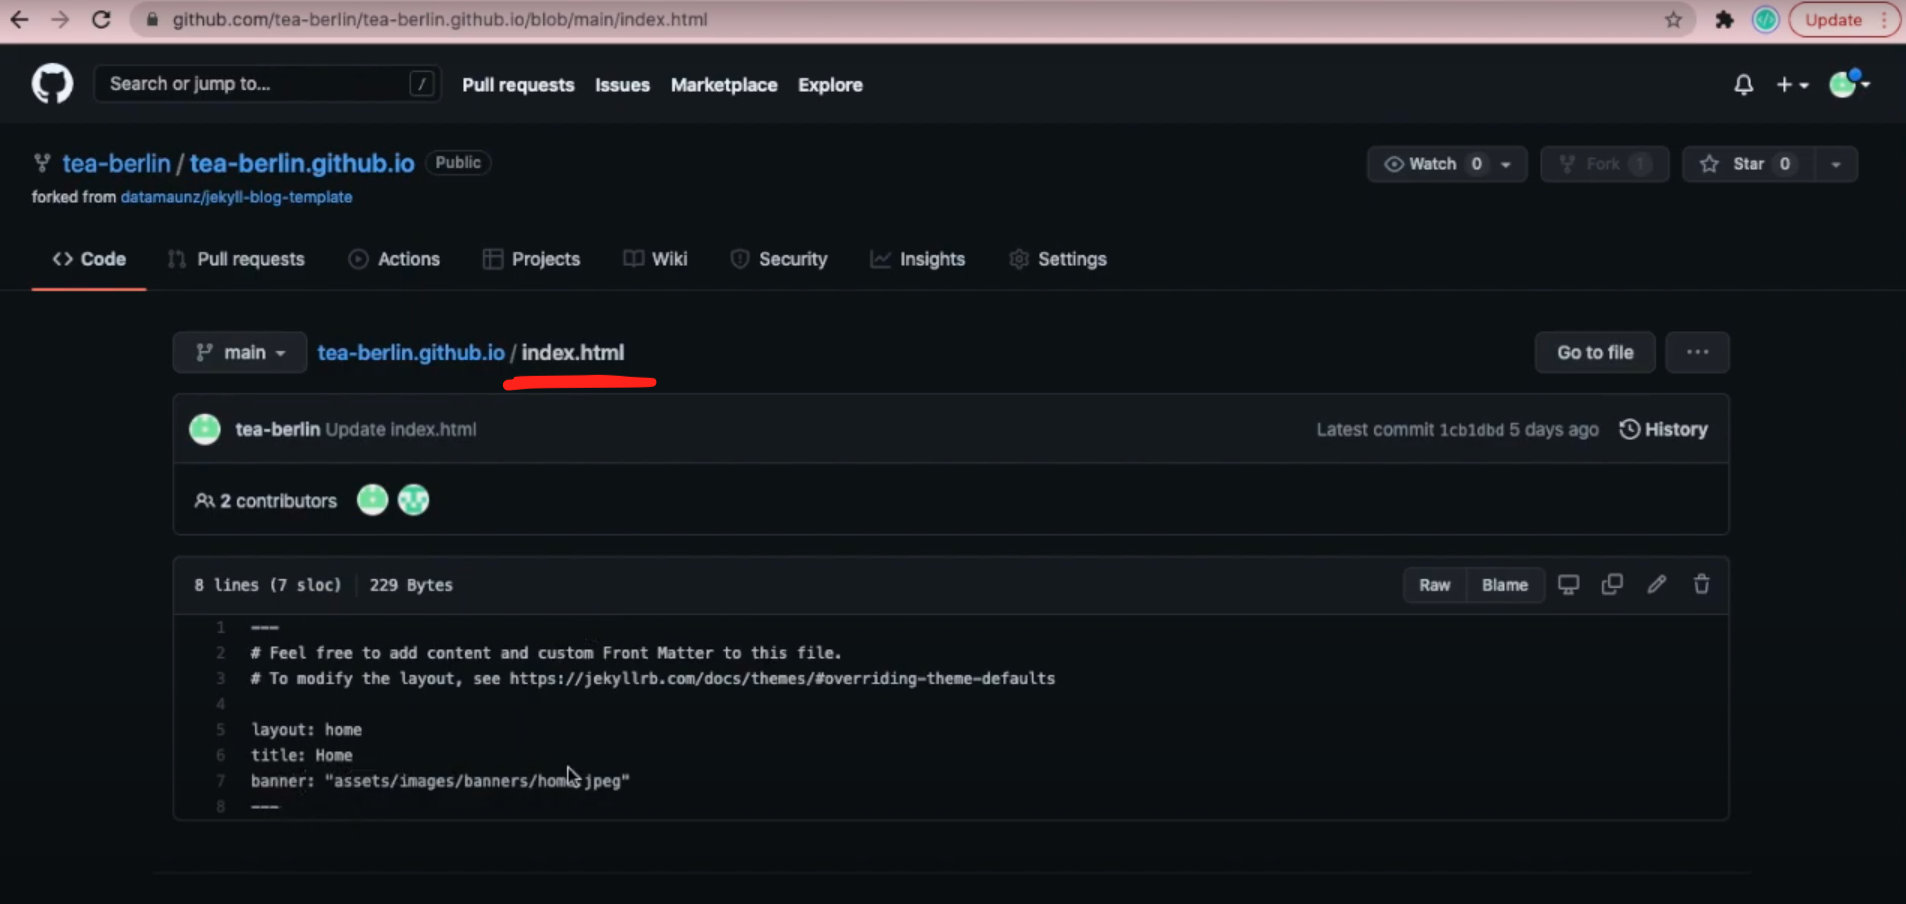 github.com/tea-berlin/tea-berlin.github.io/blob/main/index.html
Update
Search or jump to... /
Pull requests Issues Marketplace Explore
tea-berlin / tea-berlin.github.io Public
Watch 0 Fork 1 Star 0
forked from datamaunz/jekyll-blog-template
<> Code Pull requests Actions Projects Wiki Security Insights Settings
main tea-berlin.github.io / index.html Go to file ...
tea-berlin Update index.html Latest commit 1cb1dbd 5 days ago History
2 contributors
8 lines (7 sloc) 229 Bytes Raw Blame
1 ---
2 # Feel free to add content and custom Front Matter to this file.
3 # To modify the layout, see https://jekyllrb.com/docs/themes/#overriding-theme-defaults
4
5 layout: home
6 title: Home
7 banner: "assets/images/banners/home.jpeg"
8 ---